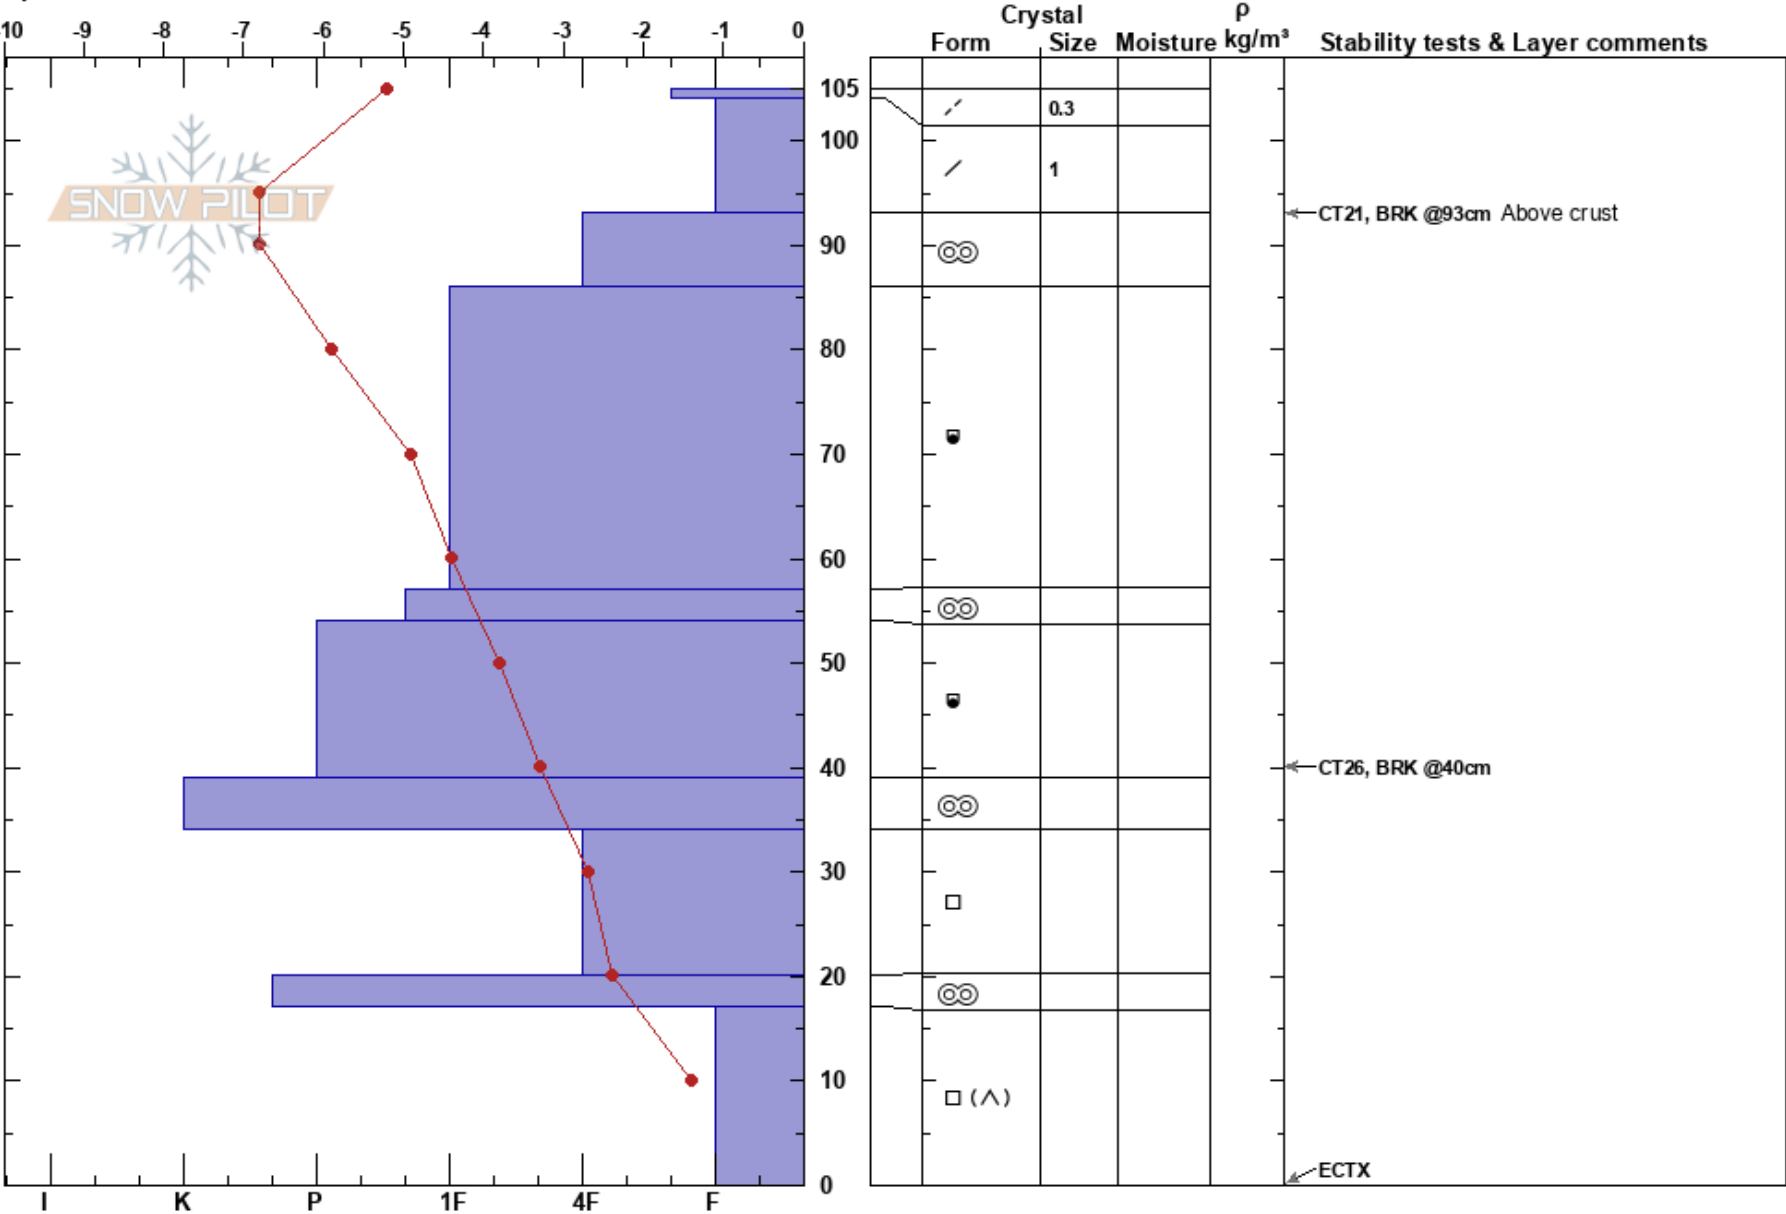 Crystal ρ
-10 -9 -8 -7 -6 -5 -4 -3 -2 -1 0
Form Size Moisture kg/m³ Stability tests & Layer comments
105
0.3
100
1
SNOW PILOT
CT21, BRK @93cm Above crust
90
80
70
60
50
40
CT26, BRK @40cm
30
20
10
( )
ECTX
0
I K P 1F 4F F